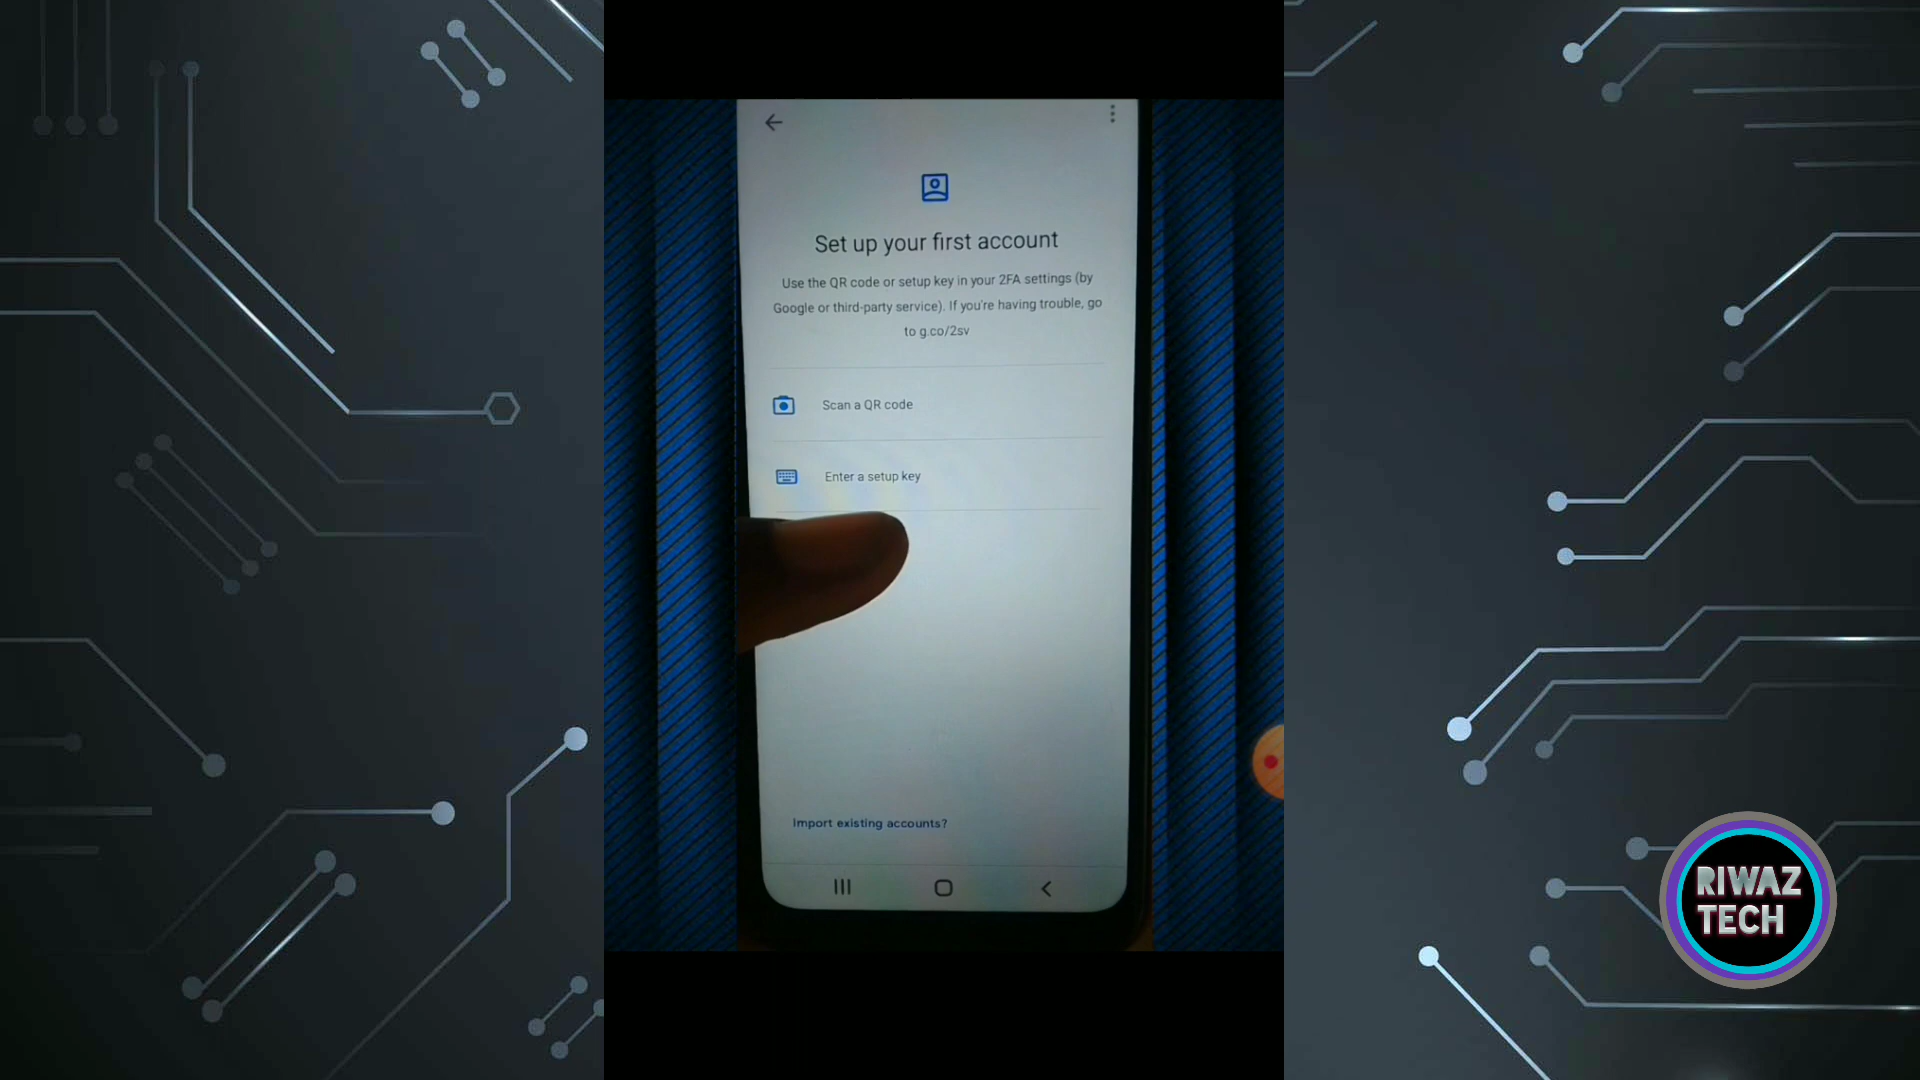 Set up your first account
Use the QR code or setup key in your 2FA settings (by
Google or third-party service). If you're having trouble, go
to g.co/2sv
Scan a QR code
Enter a setup key
Import existing accounts?
RIWAZ
TECH